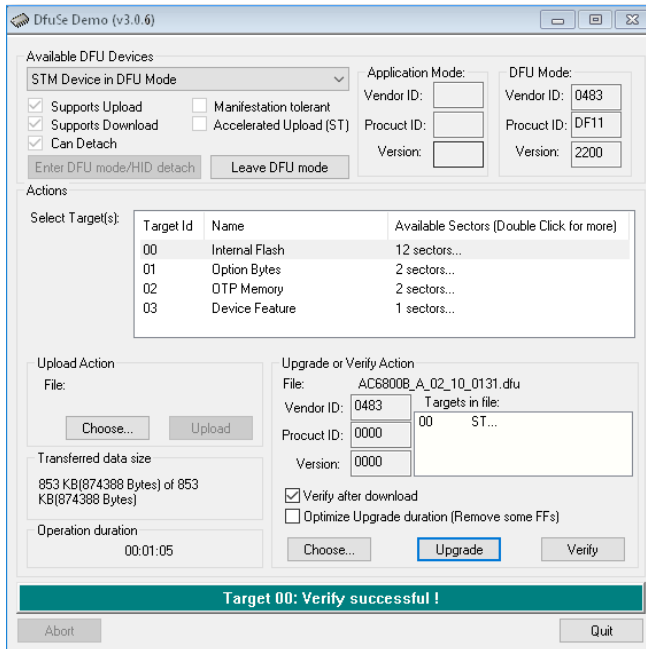 DfuSe Demo (v3.0.6)
Available DFU Devices
STM Device in DFU Mode
Supports Upload
Manifestation tolerant
Supports Download
Accelerated Upload (ST)
Can Detach
Enter DFU mode/HID detach
Leave DFU mode
Application Mode:
Vendor ID:
Procuct ID:
Version:
DFU Mode:
Vendor ID: 0483
Procuct ID: DF11
Version: 2200
Actions
Select Target(s):
Target Id Name Available Sectors (Double Click for more)
00 Internal Flash 12 sectors...
01 Option Bytes 2 sectors...
02 OTP Memory 2 sectors...
03 Device Feature 1 sectors...
Upload Action
File:
Choose... Upload
Transferred data size
853 KB(874388 Bytes) of 853
KB(874388 Bytes)
Operation duration
00:01:05
Upgrade or Verify Action
File: AC6800B_A_02_10_0131.dfu
Vendor ID: 0483
Procuct ID: 0000
Version: 0000
Targets in file:
00 ST...
Verify after download
Optimize Upgrade duration (Remove some FFs)
Choose... Upgrade Verify
Target 00: Verify successful !
Abort Quit